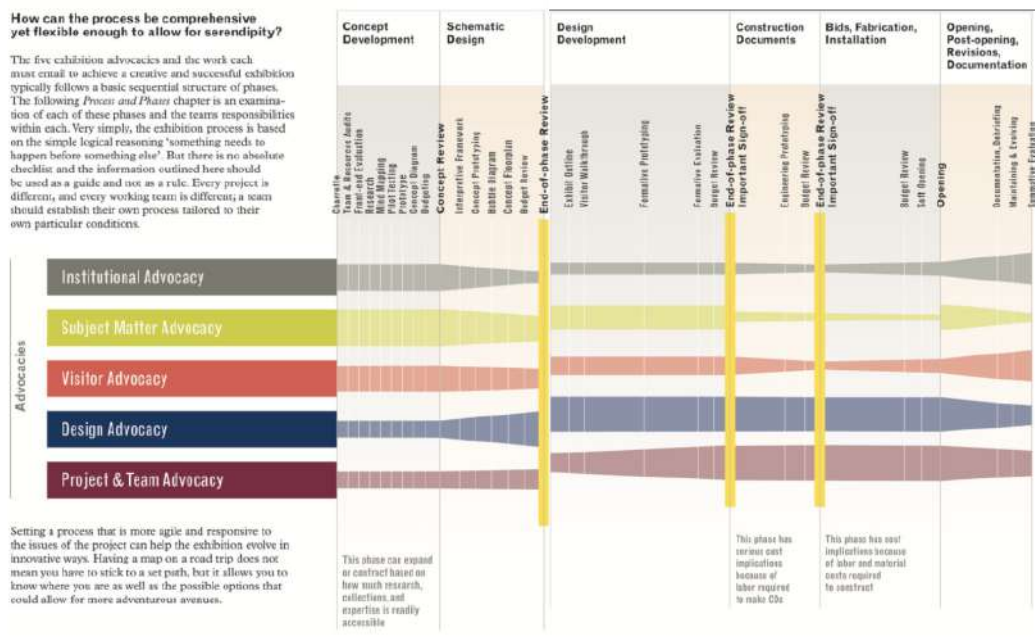 How can the process be comprehensive
yet flexible enough to allow for serendipity?
The five exhibition advocacies and the work each
must entail to achieve a creative and successful exhibition
typically follows a basic sequential structure of phases.
The following Process and Phases chapter is an examina-
tion of each of these phases and the teams responsibilities
within each. Very simply, the exhibition process is based
on the simple logical reasoning 'something needs to
happen before something else'. But there is no absolute
checklist and the information outlined here should
be used as a guide and not as a rule. Every project is
different, and every working team is different; a team
should establish their own process tailored to their
own particular conditions.
Concept
Development
Schematic
Design
Design
Development
Construction
Documents
Bids, Fabrication,
Installation
Opening,
Post-opening,
Revisions,
Documentation
Charrette
Team & Resources Audits
Front-end Evaluation
Research
Mind Mapping
Pilot Testing
Prototype
Concept Diagram
Budgeting
Concept Review
Interpretive Framework
Concept Prototyping
Bubble Diagram
Concept Floorplan
Budget Review
End-of-phase Review
Exhibit Outline
Visitor Walkthrough
Formative Prototyping
Formative Evaluation
Budget Review
End-of-phase Review
Important Sign-off
Engineering Prototyping
Budget Review
End-of-phase Review
Important Sign-off
Budget Review
Soft Opening
Opening
Documentation, Debriefing
Maintaining & Evolving
Summative Evaluation
Advocacies
Institutional Advocacy
Subject Matter Advocacy
Visitor Advocacy
Design Advocacy
Project & Team Advocacy
Setting a process that is more agile and responsive to
the issues of the project can help the exhibition evolve in
innovative ways. Having a map on a road trip does not
mean you have to stick to a set path, but it allows you to
know where you are as well as the possible options that
could allow for more adventurous avenues.
This phase can expand
or contract based on
how much research,
collections, and
expertise is readily
accessible
This phase has
serious cost
implications
because of
labor required
to make CDs
This phase has cost
implications because
of labor and material
costs required
to construct